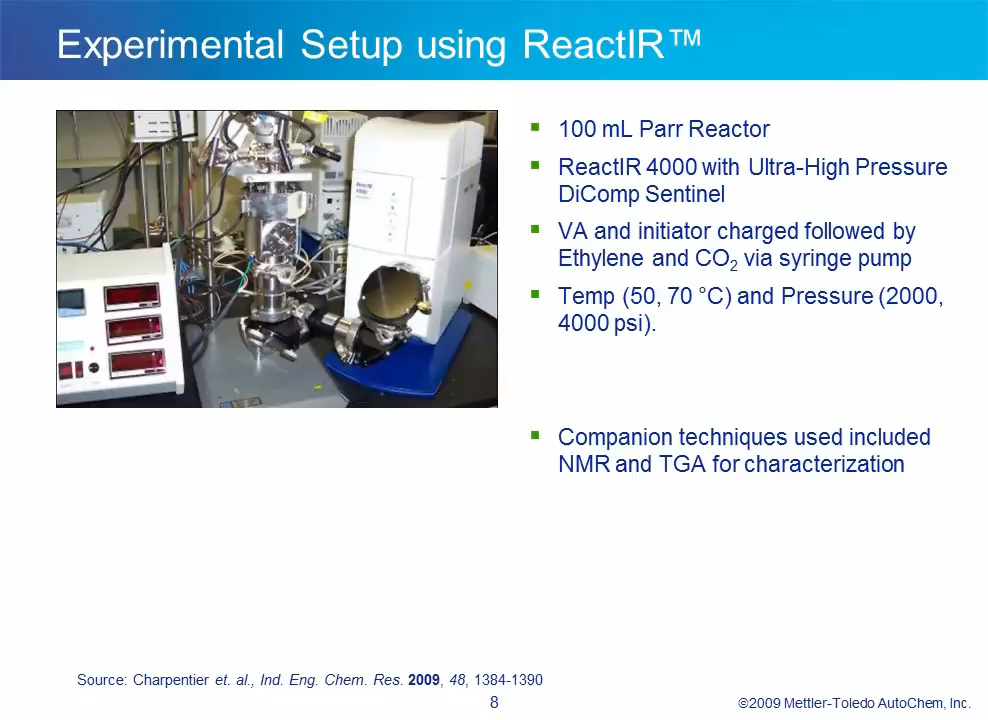 Experimental Setup using ReactIR™
100 mL Parr Reactor
ReactIR 4000 with Ultra-High Pressure
DiComp Sentinel
VA and initiator charged followed by
Ethylene and CO₂ via syringe pump
Temp (50, 70 °C) and Pressure (2000,
4000 psi).
Companion techniques used included
NMR and TGA for characterization
Source: Charpentier et. al., Ind. Eng. Chem. Res. 2009, 48, 1384-1390
8
©2009 Mettler-Toledo AutoChem, Inc.